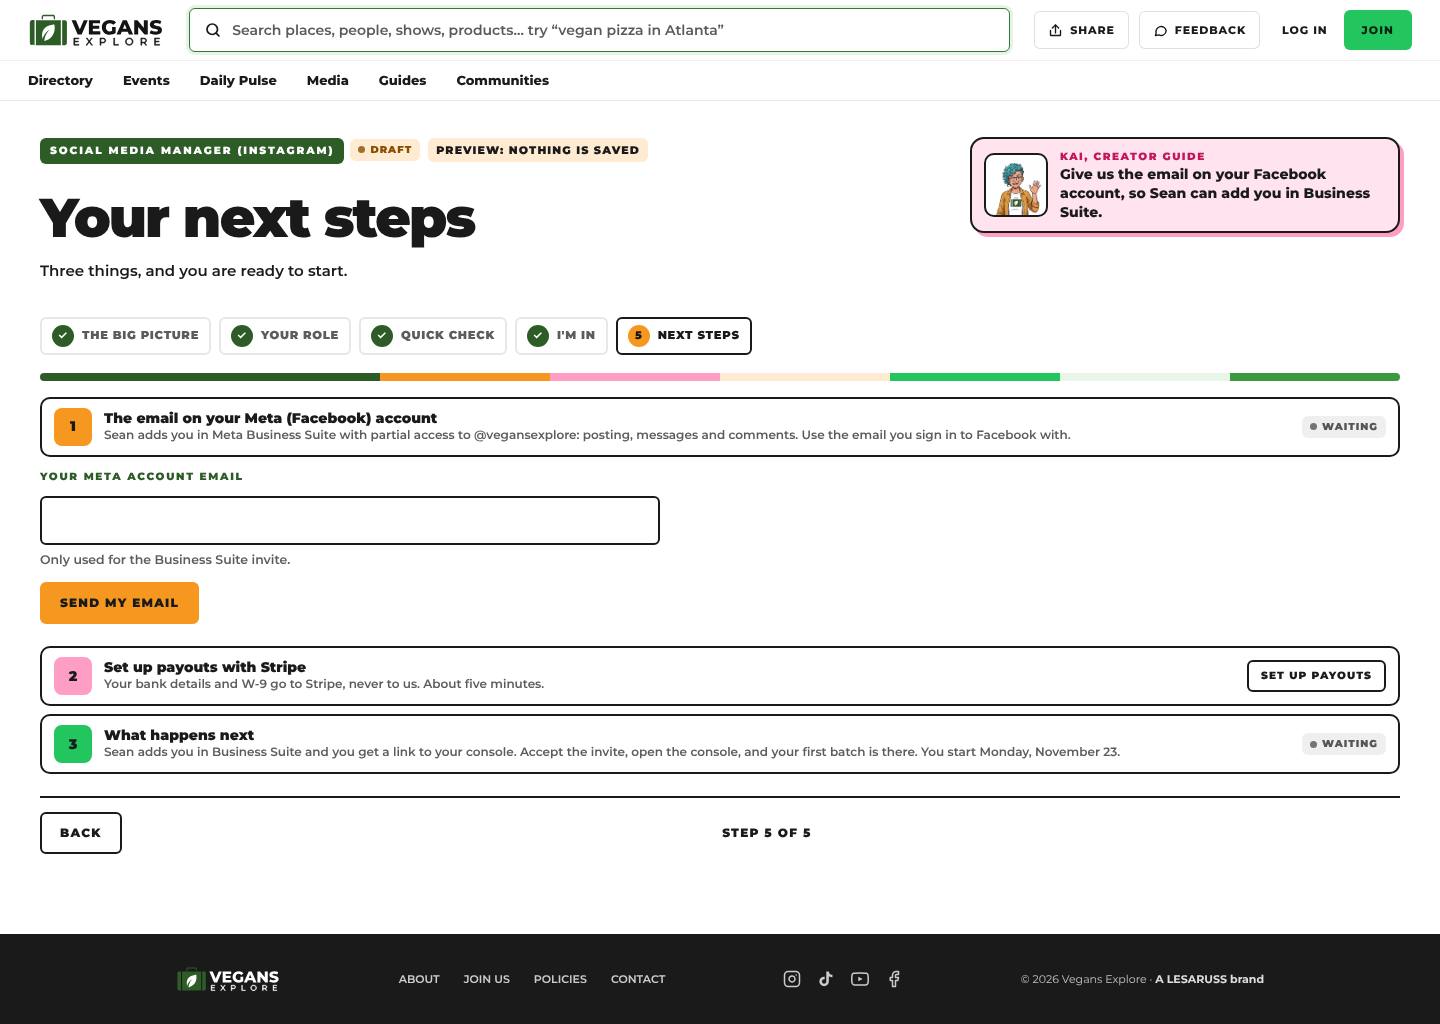 VEGANS
EXPLORE
Search places, people, shows, products... try “vegan pizza in Atlanta”
SHARE
FEEDBACK
LOG IN
JOIN
Directory
Events
Daily Pulse
Media
Guides
Communities
SOCIAL MEDIA MANAGER (INSTAGRAM)
DRAFT
PREVIEW: NOTHING IS SAVED
KAI, CREATOR GUIDE
Give us the email on your Facebook
account, so Sean can add you in Business
Suite.
Your next steps
Three things, and you are ready to start.
THE BIG PICTURE
YOUR ROLE
QUICK CHECK
I'M IN
5 NEXT STEPS
1
The email on your Meta (Facebook) account
Sean adds you in Meta Business Suite with partial access to @vegansexplore: posting, messages and comments. Use the email you sign in to Facebook with.
WAITING
YOUR META ACCOUNT EMAIL
Only used for the Business Suite invite.
SEND MY EMAIL
2
Set up payouts with Stripe
Your bank details and W-9 go to Stripe, never to us. About five minutes.
SET UP PAYOUTS
3
What happens next
Sean adds you in Business Suite and you get a link to your console. Accept the invite, open the console, and your first batch is there. You start Monday, November 23.
WAITING
BACK
STEP 5 OF 5
VEGANS
EXPLORE
ABOUT
JOIN US
POLICIES
CONTACT
© 2026 Vegans Explore · A LESARUSS brand